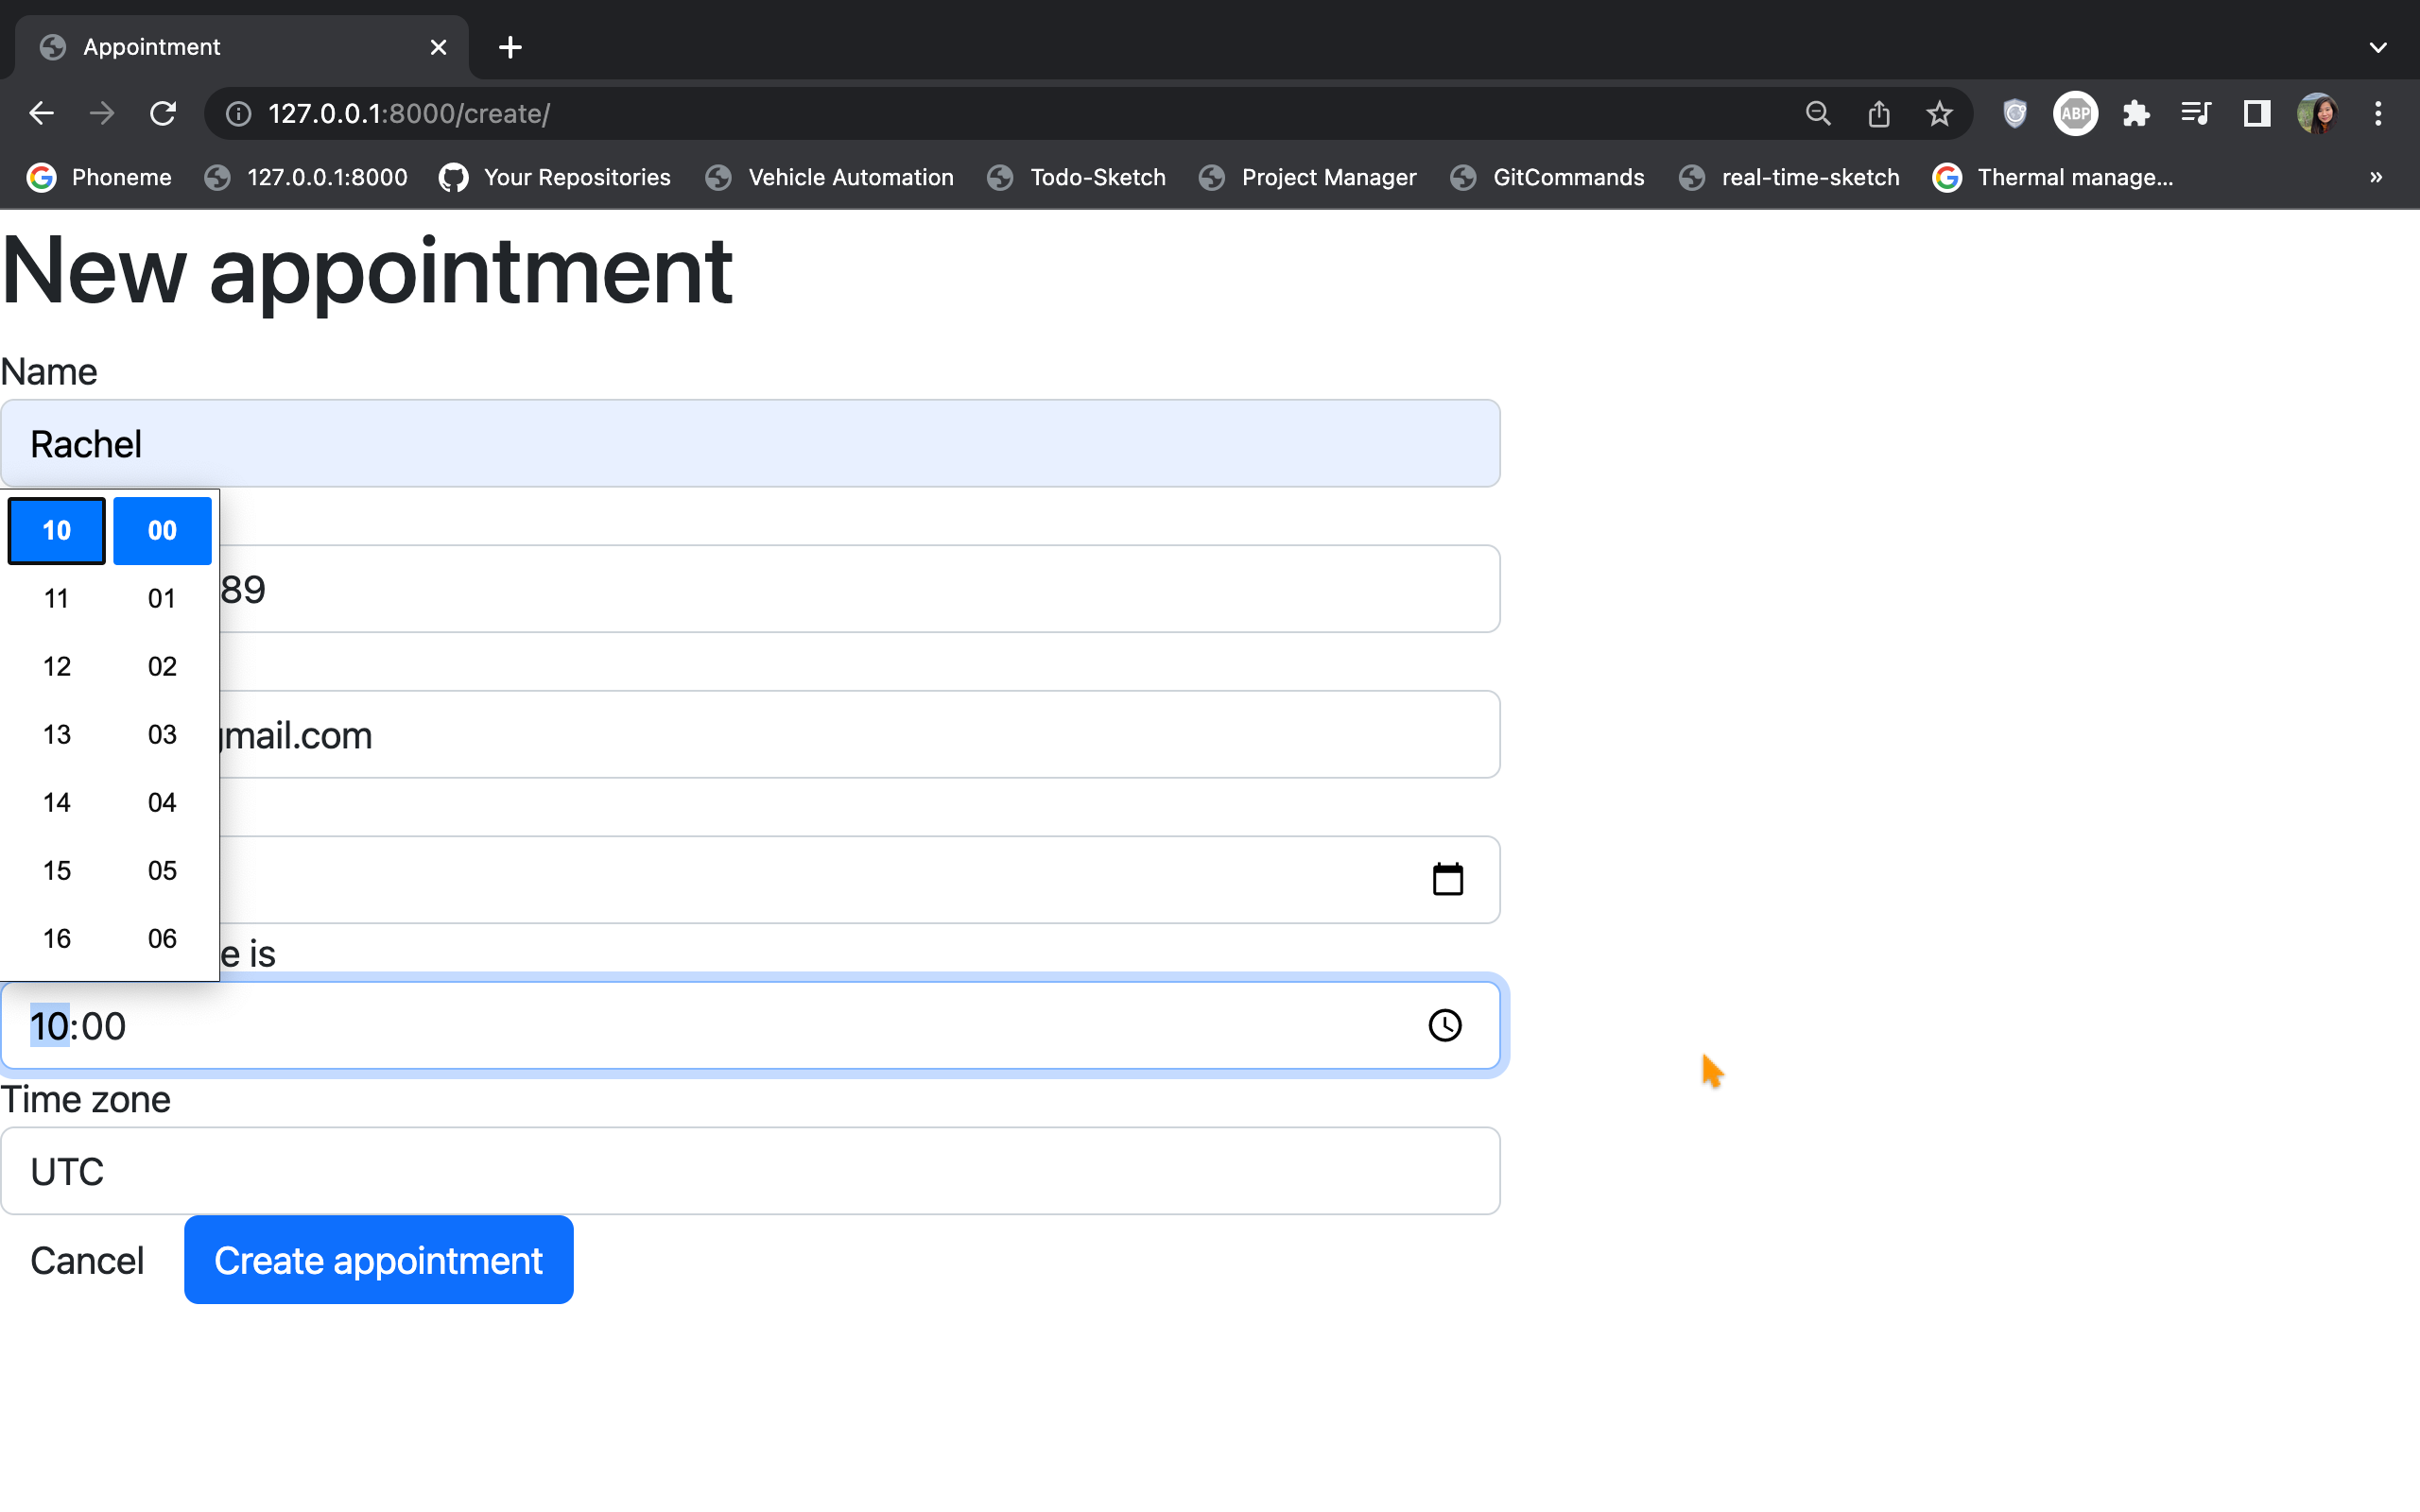 Appointment
127.0.0.1:8000/create/
ABP
Phoneme 127.0.0.1:8000 Your Repositories Vehicle Automation Todo-Sketch Project Manager GitCommands real-time-sketch Thermal manage... »
New appointment
Name
Rachel
10 00
11 01
12 02
13 03
14 04
15 05
16 06
89
gmail.com
e is
10:00
Time zone
UTC
Cancel Create appointment